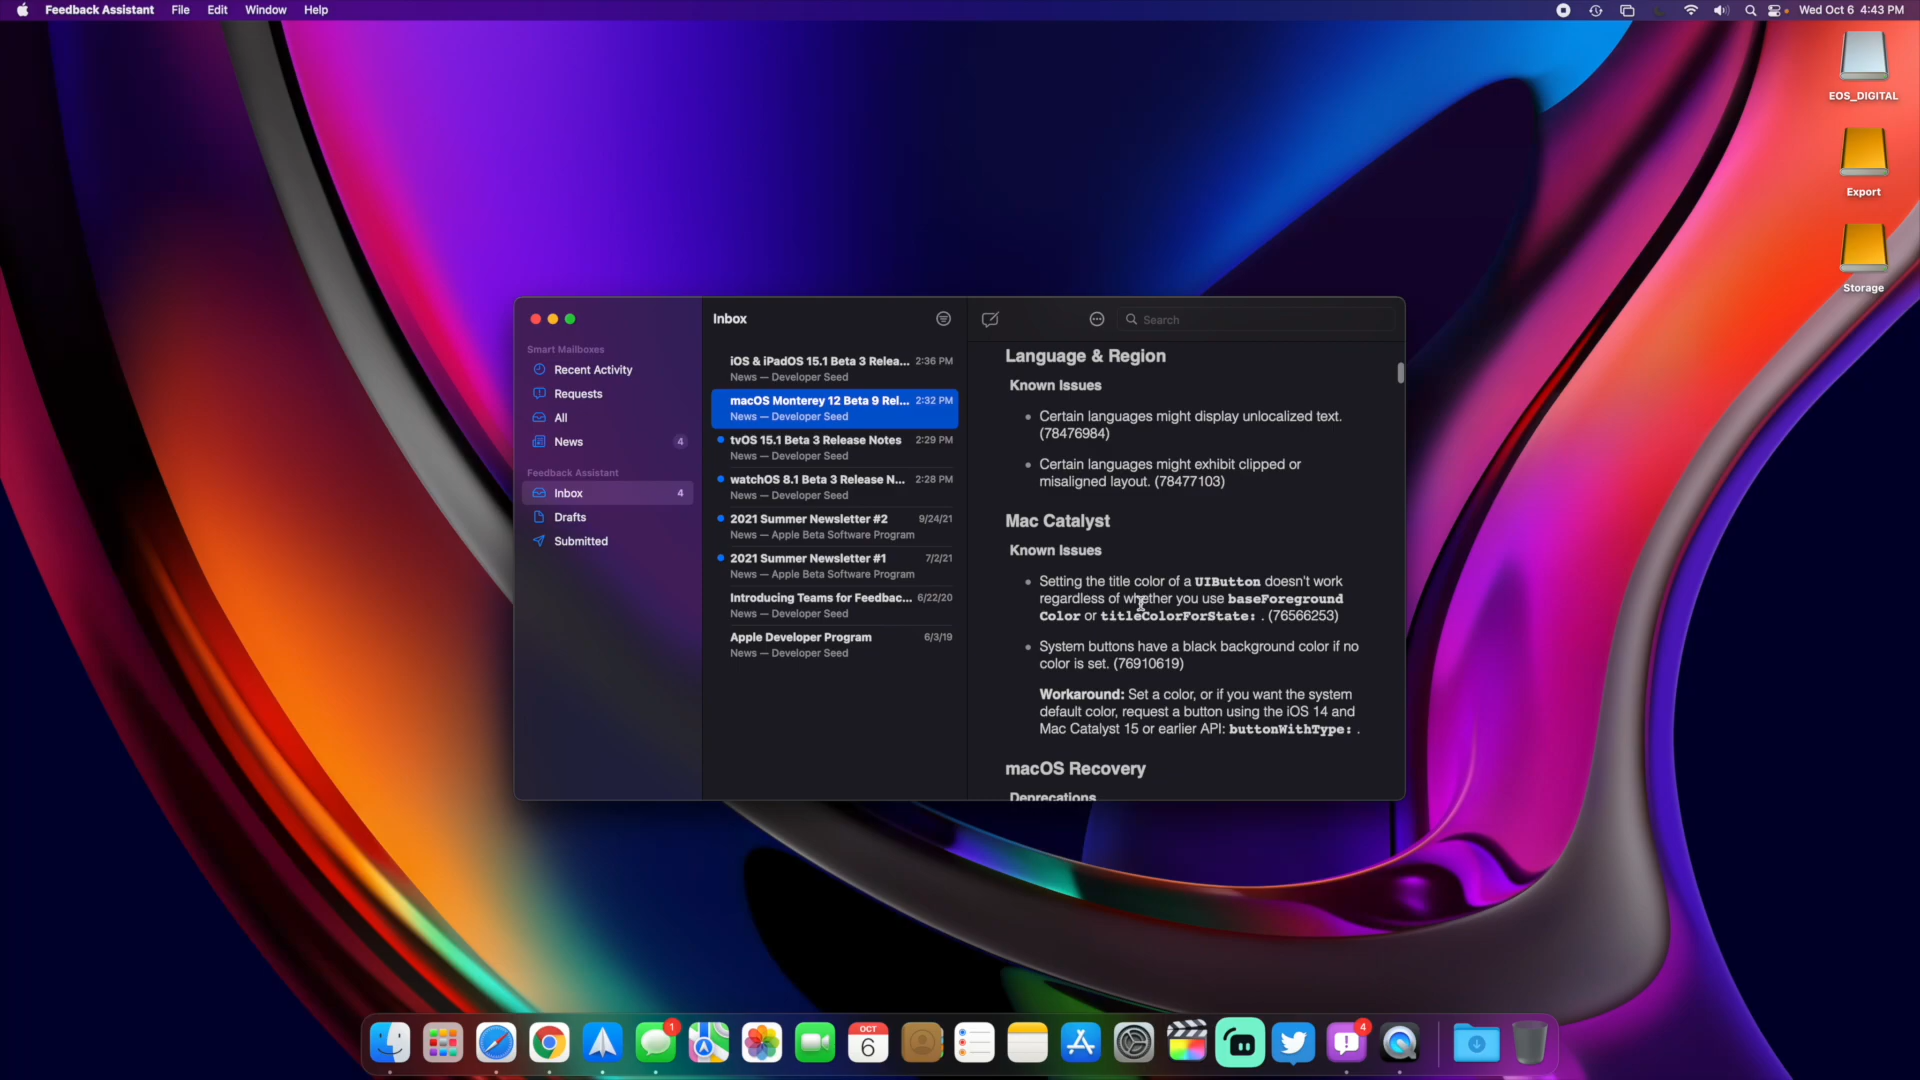 Feedback Assistant File Edit Window Help
Wed Oct 6 4:43 PM
EOS_DIGITAL
Export
Storage
Smart Mailboxes
Recent Activity
Requests
All
News 4
Feedback Assistant
Inbox 4
Drafts
Submitted
Inbox
iOS & iPadOS 15.1 Beta 3 Relea... 2:36 PM
News — Developer Seed
macOS Monterey 12 Beta 9 Rel... 2:32 PM
News — Developer Seed
tvOS 15.1 Beta 3 Release Notes 2:29 PM
News — Developer Seed
watchOS 8.1 Beta 3 Release N... 2:28 PM
News — Developer Seed
2021 Summer Newsletter #2 9/24/21
News — Apple Beta Software Program
2021 Summer Newsletter #1 7/2/21
News — Apple Beta Software Program
Introducing Teams for Feedbac... 6/22/20
News — Developer Seed
Apple Developer Program 6/3/19
News — Developer Seed
Search
Language & Region
Known Issues
• Certain languages might display unlocalized text.
(78476984)
• Certain languages might exhibit clipped or
misaligned layout. (78477103)
Mac Catalyst
Known Issues
• Setting the title color of a UIButton doesn't work
regardless of whether you use baseForeground
Color or titleColorForState: . (76566253)
• System buttons have a black background color if no
color is set. (76910619)
Workaround: Set a color, or if you want the system
default color, request a button using the iOS 14 and
Mac Catalyst 15 or earlier API: buttonWithType: .
macOS Recovery
Deprecations
1
OCT
6
4